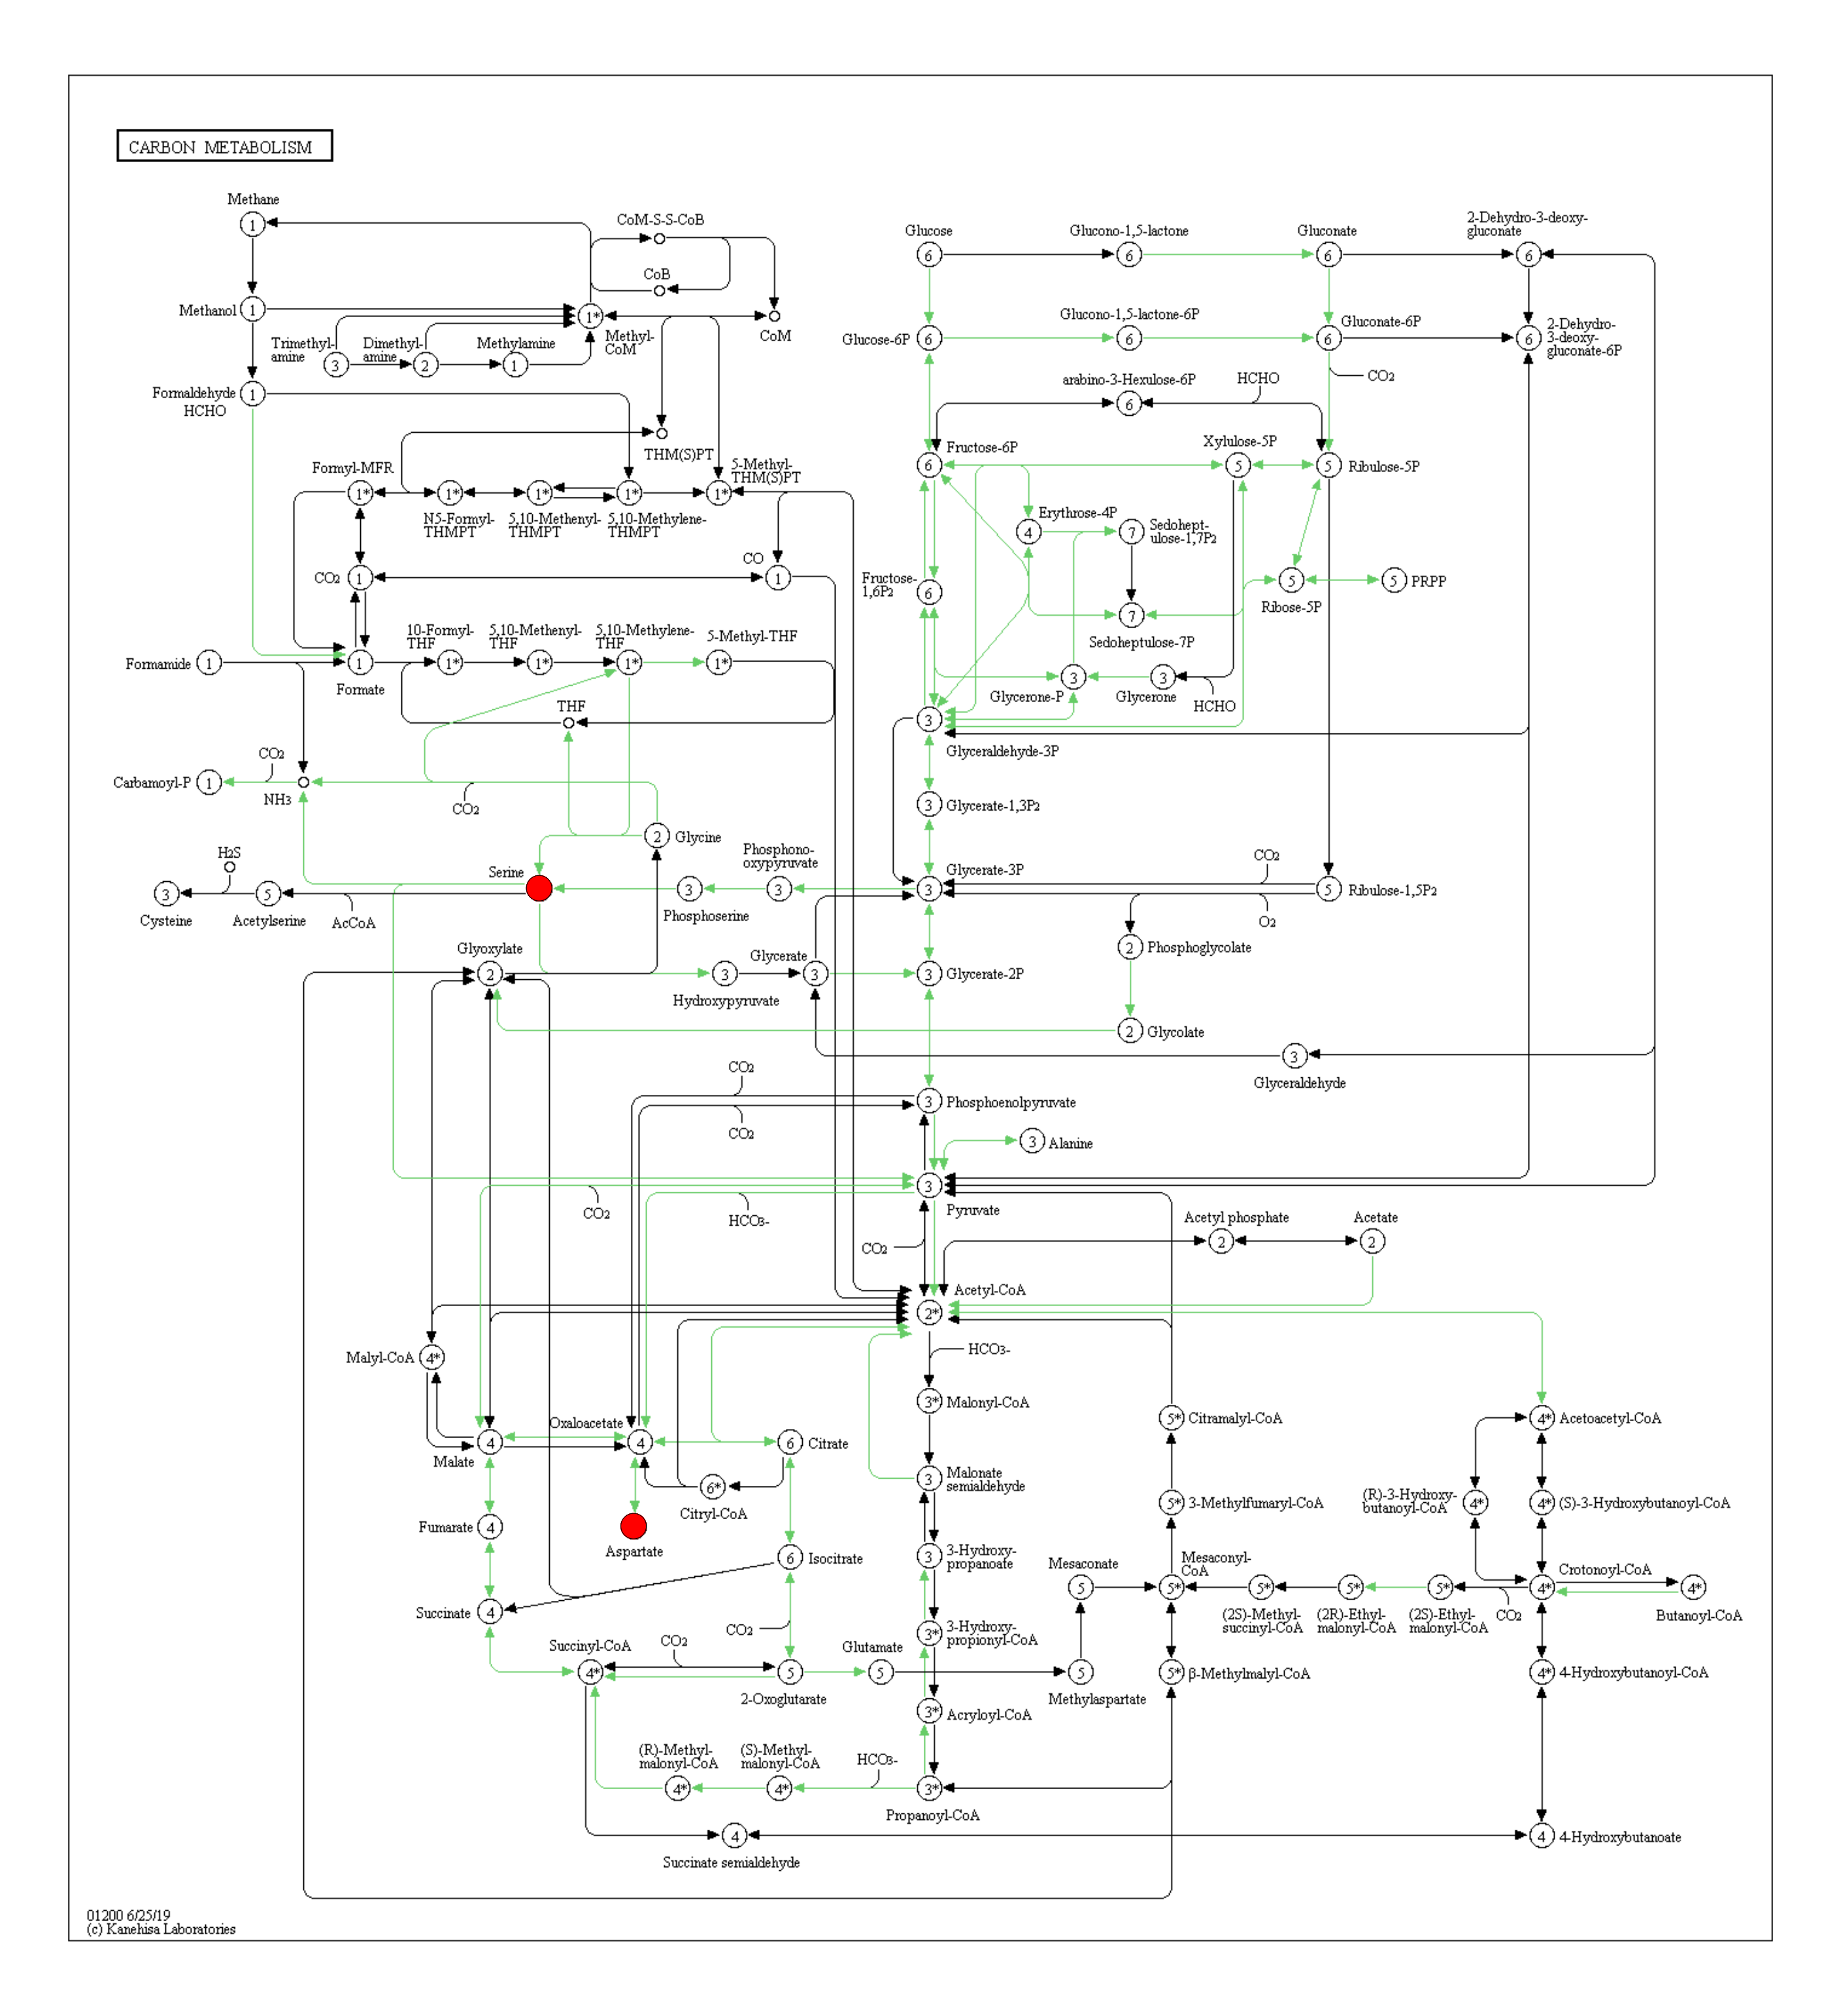 CARBON METABOLISM
Methane
1
CoM-S-S-CoB
CoB
Methanol
1
1*
Methyl-
CoM
CoM
Trimethyl-
amine
3
Dimethyl-
amine
2
Methylamine
1
Formaldehyde
HCHO
1
THM(S)PT
Formyl-MFR
1*
N5-Formyl-
THMPT
1*
5,10-Methenyl-
THMPT
1*
5,10-Methylene-
THMPT
1*
5-Methyl-
THM(S)PT
1*
CO2
1
CO
1
Formamide
1
Formate
1
10-Formyl-
THF
1*
5,10-Methenyl-
THF
1*
5,10-Methylene-
THF
1*
5-Methyl-THF
1*
THF
CO2
Carbamoyl-P
1
NH3
CO2
2
Glycine
Glucose
6
Glucono-1,5-lactone
6
Gluconate
6
2-Dehydro-3-deoxy-
gluconate
6
Glucose-6P
6
Glucono-1,5-lactone-6P
6
Gluconate-6P
6
2-Dehydro-
3-deoxy-
gluconate-6P
6
CO2
arabino-3-Hexulose-6P
6
HCHO
Fructose-6P
6
Xylulose-5P
5
Ribulose-5P
5
Erythrose-4P
4
Sedohept-
ulose-1,7P2
7
Fructose-
1,6P2
6
Ribose-5P
5
PRPP
5
Sedoheptulose-7P
7
Glycerone-P
3
Glycerone
3
HCHO
3
Glyceraldehyde-3P
3
Glycerate-1,3P2
H2S
Serine
3
Cysteine
5
Acetylserine
AcCoA
3
Phosphoserine
Phosphono-
oxypyruvate
3
Glycerate-3P
3
CO2
O2
5
Ribulose-1,5P2
2
Phosphoglycolate
Glyoxylate
2
3
Hydroxypyruvate
Glycerate
3
3
Glycerate-2P
2
Glycolate
3
Glyceraldehyde
CO2
CO2
3
Phosphoenolpyruvate
3
Alanine
3
Pyruvate
CO2
HCO3-
CO2
Acetyl phosphate
2
Acetate
2
Acetyl-CoA
2*
HCO3-
Malyl-CoA
4*
3*
Malonyl-CoA
5*
Citramalyl-CoA
4*
Acetoacetyl-CoA
Malate
4
Oxaloacetate
4
6
Citrate
6*
Citryl-CoA
3
Malonate
semialdehyde
5*
3-Methylfumaryl-CoA
(R)-3-Hydroxy-
butanoyl-CoA
4*
4*
(S)-3-Hydroxybutanoyl-CoA
Fumarate
4
Aspartate
6
Isocitrate
3
3-Hydroxy-
propanoate
Mesaconate
5
Mesaconyl-
CoA
5*
5*
(2S)-Methyl-
succinyl-CoA
5*
(2R)-Ethyl-
malonyl-CoA
5*
(2S)-Ethyl-
malonyl-CoA
CO2
Crotonoyl-CoA
4*
4*
Butanoyl-CoA
Succinate
4
CO2
3*
3-Hydroxy-
propionyl-CoA
Succinyl-CoA
4*
CO2
5
2-Oxoglutarate
Glutamate
5
5
Methylaspartate
5*
β-Methylmalyl-CoA
4*
4-Hydroxybutanoyl-CoA
3*
Acryloyl-CoA
(R)-Methyl-
malonyl-CoA
4*
(S)-Methyl-
malonyl-CoA
4*
HCO3-
3*
Propanoyl-CoA
4
Succinate semialdehyde
4
4-Hydroxybutanoate
01200 6/25/19
(c) Kanehisa Laboratories